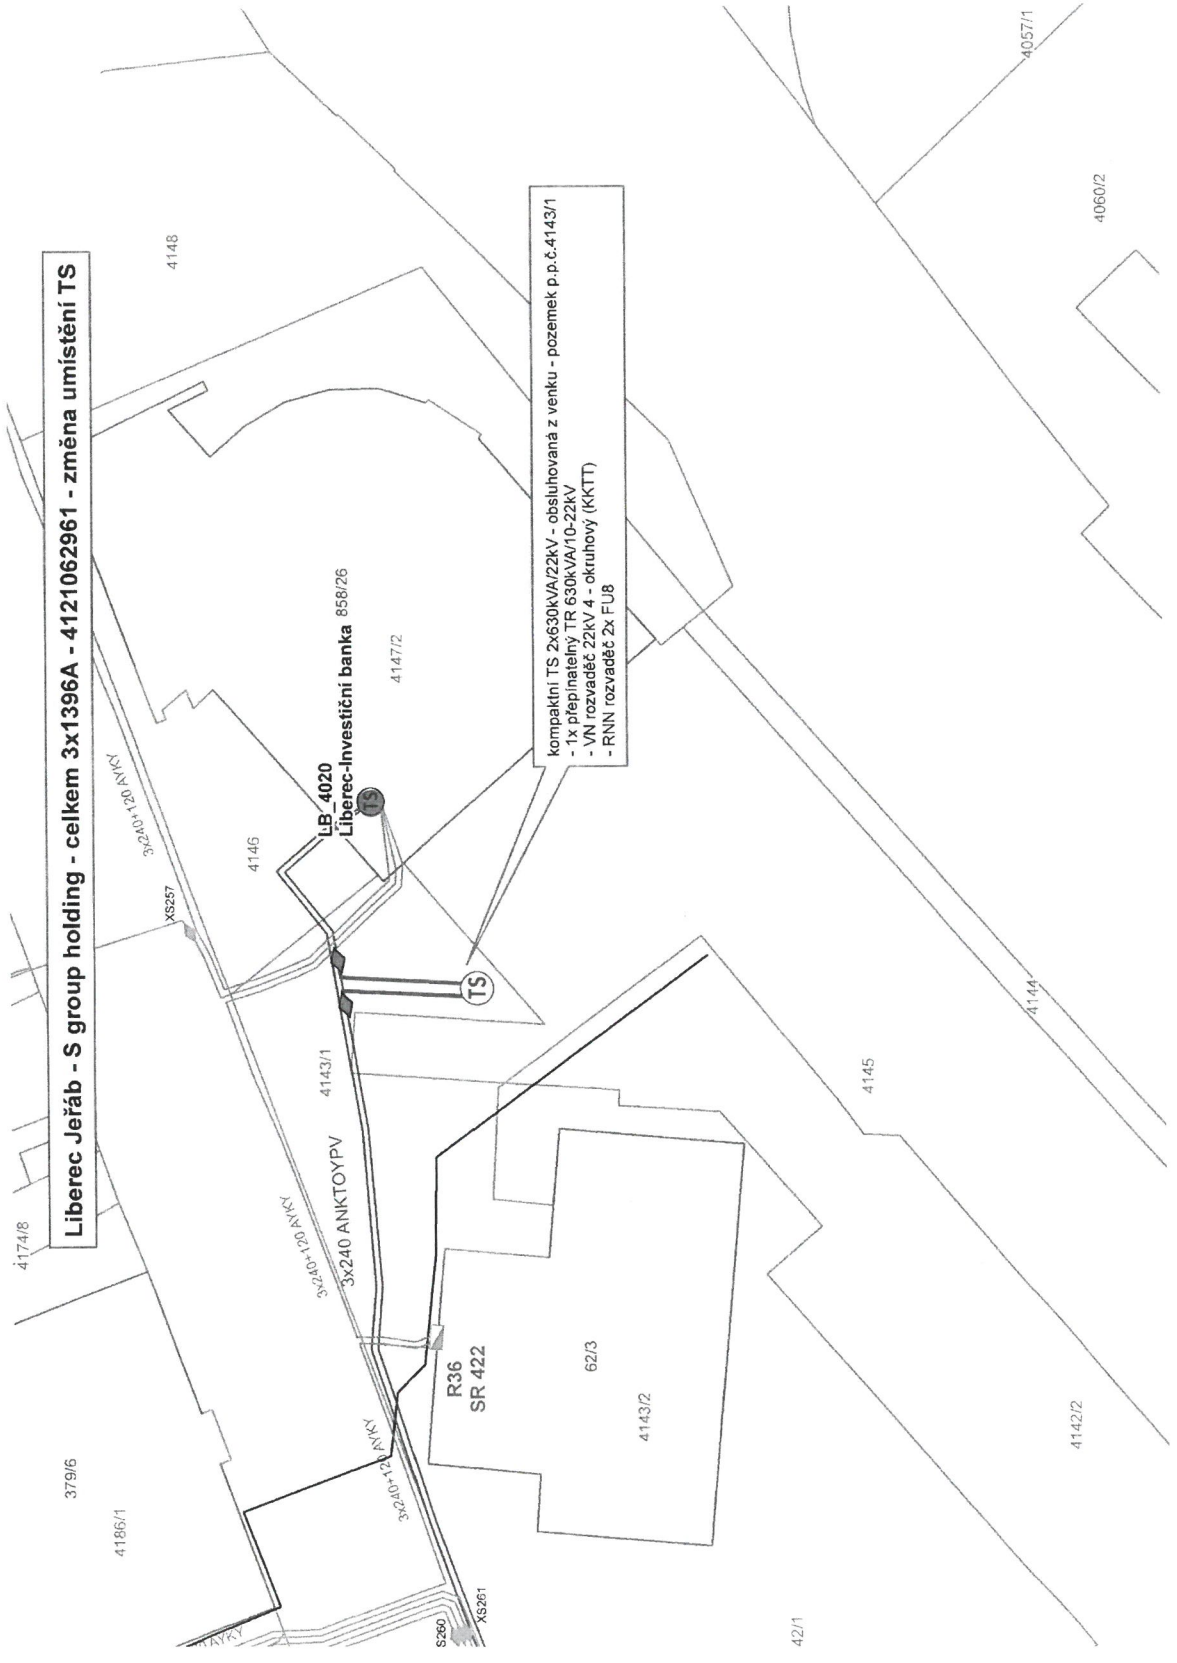 Liberec Jeřáb - S group holding - celkem 3x1396A - 4121062961 - změna umístění TS
4174/8
379/6
4186/1
4148
XS257
3x240+120 AYKY
4146
LB_4020
Liberec-Investiční banka 858/26
TS
4147/2
4143/1
3x240+120 AYKY
3x240 ANKTOYPV
TS
kompaktní TS 2x630kVA/22kV - obsluhovaná z venku - pozemek p.p.č.4143/1
- 1x přepínatelný TR 630kVA/10-22kV
- VN rozvaděč 22kV 4 - okruhový (KKTT)
- RNN rozvaděč 2x FU8
3x240+120 AYKY
R36
SR 422
62/3
4143/2
AYKY
S260
XS261
42/1
4142/2
4145
4144
4060/2
4057/1